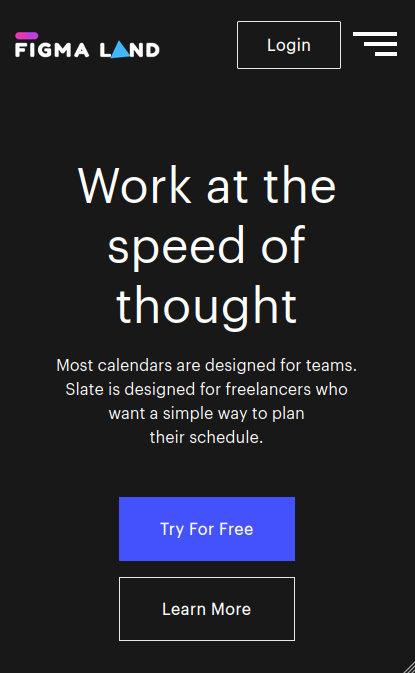 FIGMA LAND
Login
Work at the
speed of
thought
Most calendars are designed for teams.
Slate is designed for freelancers who
want a simple way to plan
their schedule.
Try For Free
Learn More